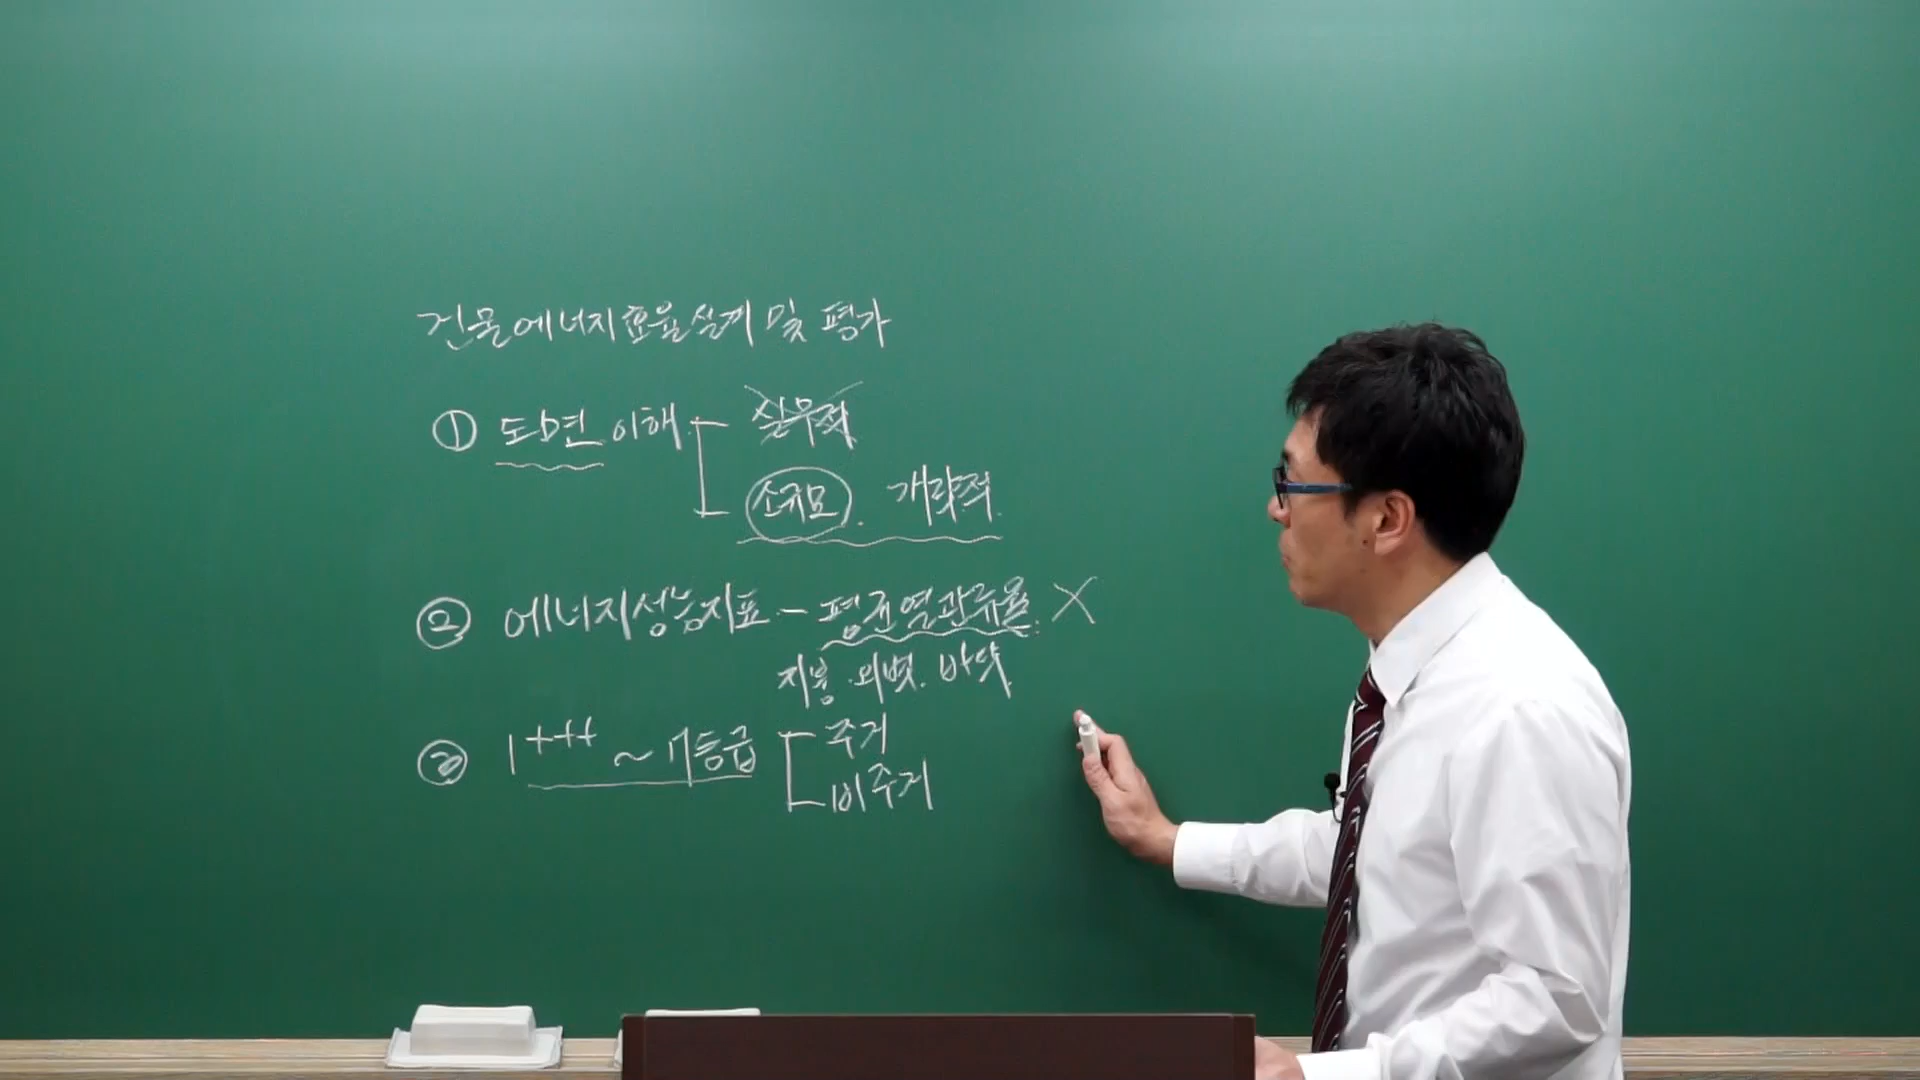 건물에너지효율설계 및 평가
① 도면 이해 실무적
소규모. 개략적.
② 에너지성능지표 - 평균열관류율. X
지붕. 외벽. 바닥.
③ 1+++ ~ 7등급 주거
비주거